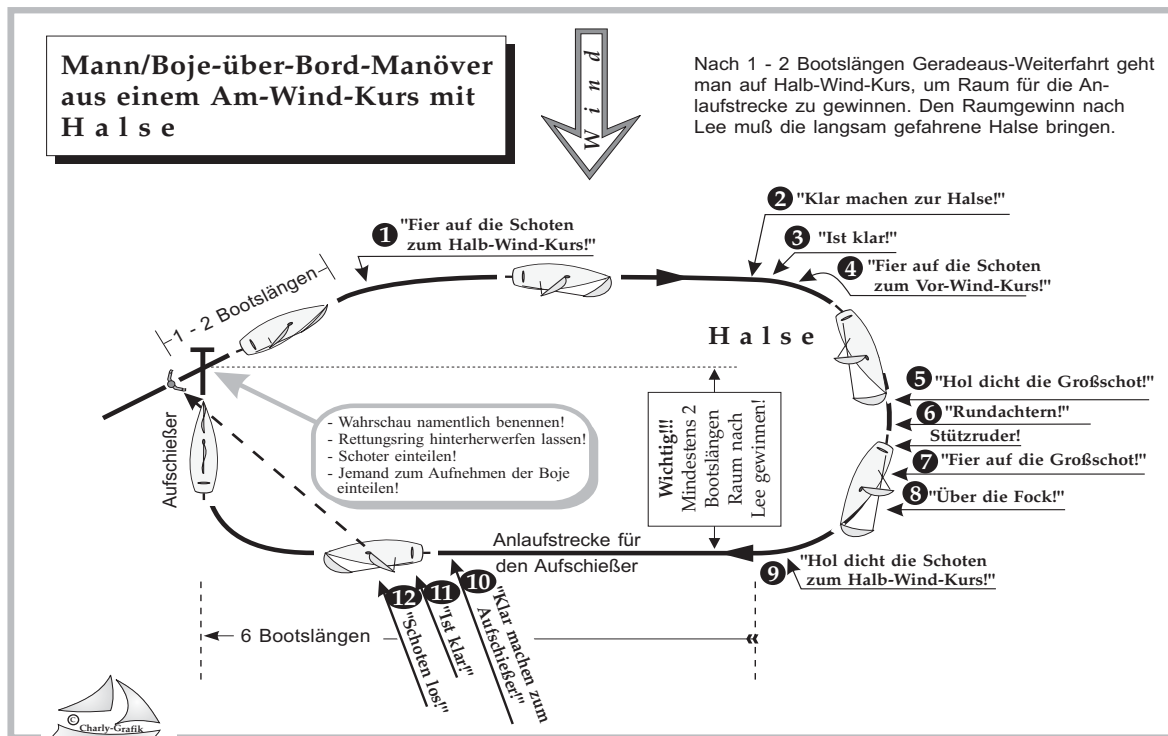 Mann/Boje-über-Bord-Manöver
aus einem Am-Wind-Kurs mit
Halse
Wind
Nach 1 - 2 Bootslängen Geradeaus-Weiterfahrt geht
man auf Halb-Wind-Kurs, um Raum für die An-
laufstrecke zu gewinnen. Den Raumgewinn nach
Lee muß die langsam gefahrene Halse bringen.
1 "Fier auf die Schoten
zum Halb-Wind-Kurs!"
2 "Klar machen zur Halse!"
3 "Ist klar!"
4 "Fier auf die Schoten
zum Vor-Wind-Kurs!"
1 - 2 Bootslängen
Halse
5 "Hol dicht die Großschot!"
6 "Rundachtern!"
Stützruder!
7 "Fier auf die Großschot!"
8 "Über die Fock!"
9 "Hol dicht die Schoten
zum Halb-Wind-Kurs!"
Wichtig!!!
Mindestens 2
Bootslängen
Raum nach
Lee gewinnen!
- Wahrschau namentlich benennen!
- Rettungsring hinterherwerfen lassen!
- Schoter einteilen!
- Jemand zum Aufnehmen der Boje
einteilen!
Aufschießer
Anlaufstrecke für
den Aufschießer
10 "Klar machen zum
Aufschießer!"
11 "Ist klar!"
12 "Schoten los!"
6 Bootslängen
©
Charly-Grafik